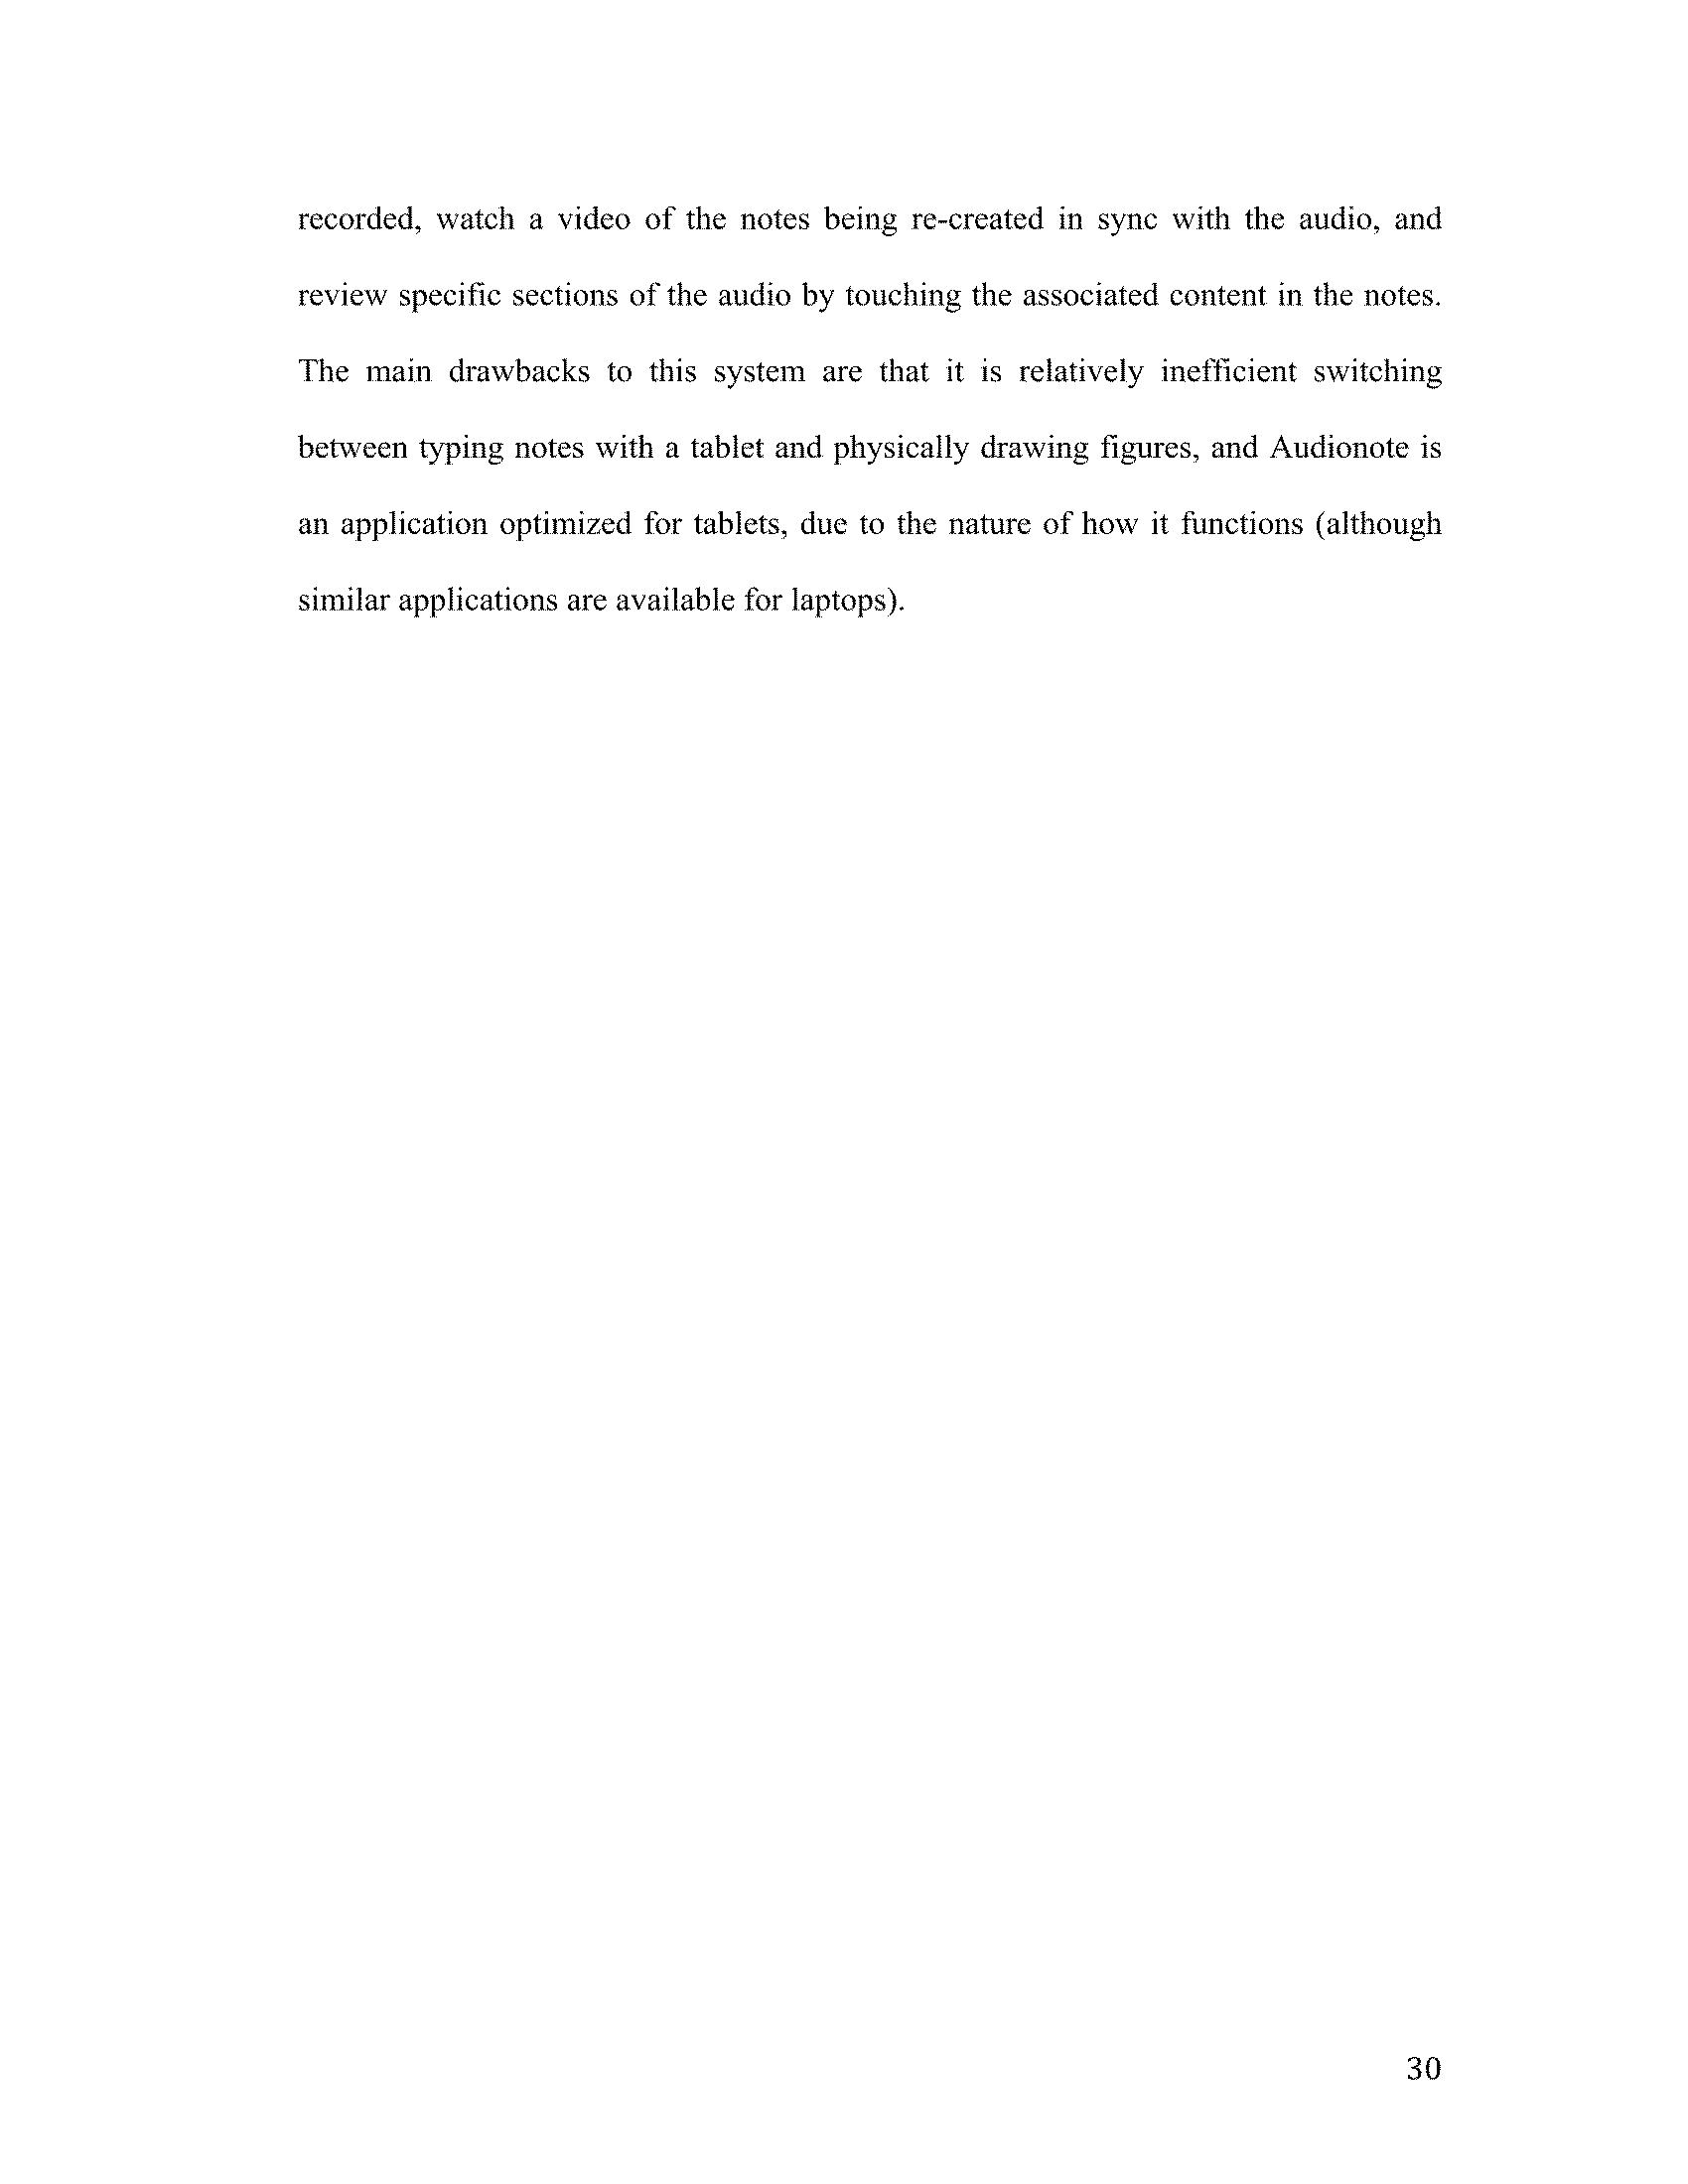 recorded, watch a video of the notes being re-created in sync with the audio, and
review specific sections of the audio by touching the associated content in the notes.
The main drawbacks to this system are that it is relatively inefficient switching
between typing notes with a tablet and physically drawing figures, and Audionote is
an application optimized for tablets, due to the nature of how it functions (although
similar applications are available for laptops).
30